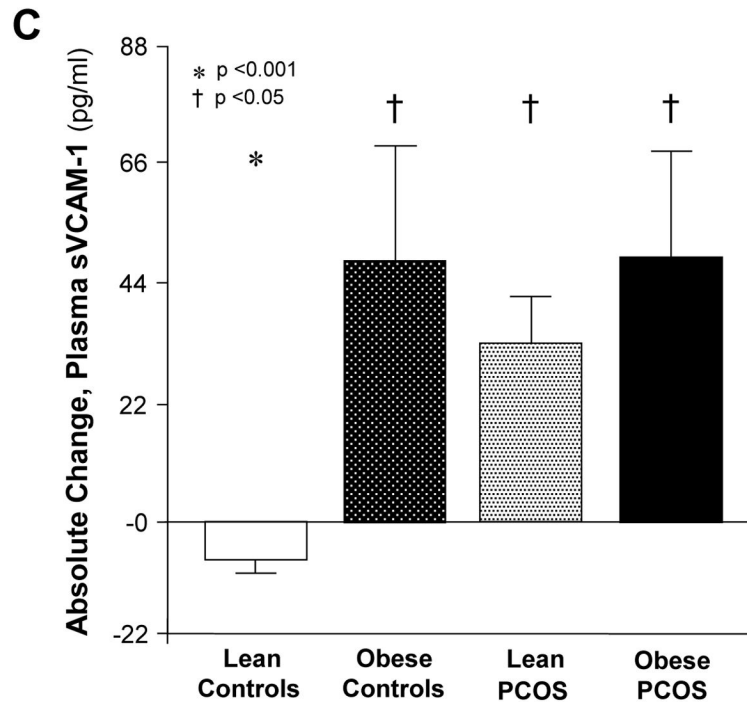 C
Absolute Change, Plasma sVCAM-1 (pg/ml)
88
66
44
22
-0
-22
* p <0.001
† p <0.05
*
†
†
†
Lean
Controls
Obese
Controls
Lean
PCOS
Obese
PCOS